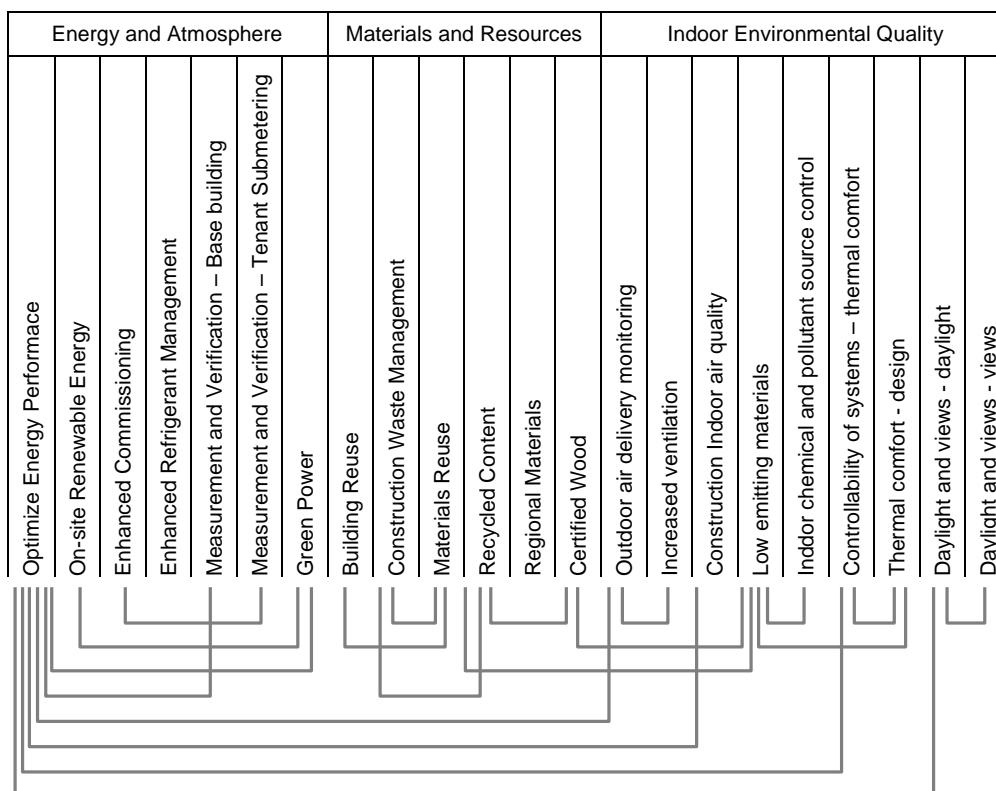 Energy and Atmosphere
Materials and Resources
Indoor Environmental Quality
Optimize Energy Performace
On-site Renewable Energy
Enhanced Commissioning
Enhanced Refrigerant Management
Measurement and Verification – Base building
Measurement and Verification – Tenant Submetering
Green Power
Building Reuse
Construction Waste Management
Materials Reuse
Recycled Content
Regional Materials
Certified Wood
Outdoor air delivery monitoring
Increased ventilation
Construction Indoor air quality
Low emitting materials
Inddor chemical and pollutant source control
Controllability of systems – thermal comfort
Thermal comfort - design
Daylight and views - daylight
Daylight and views - views